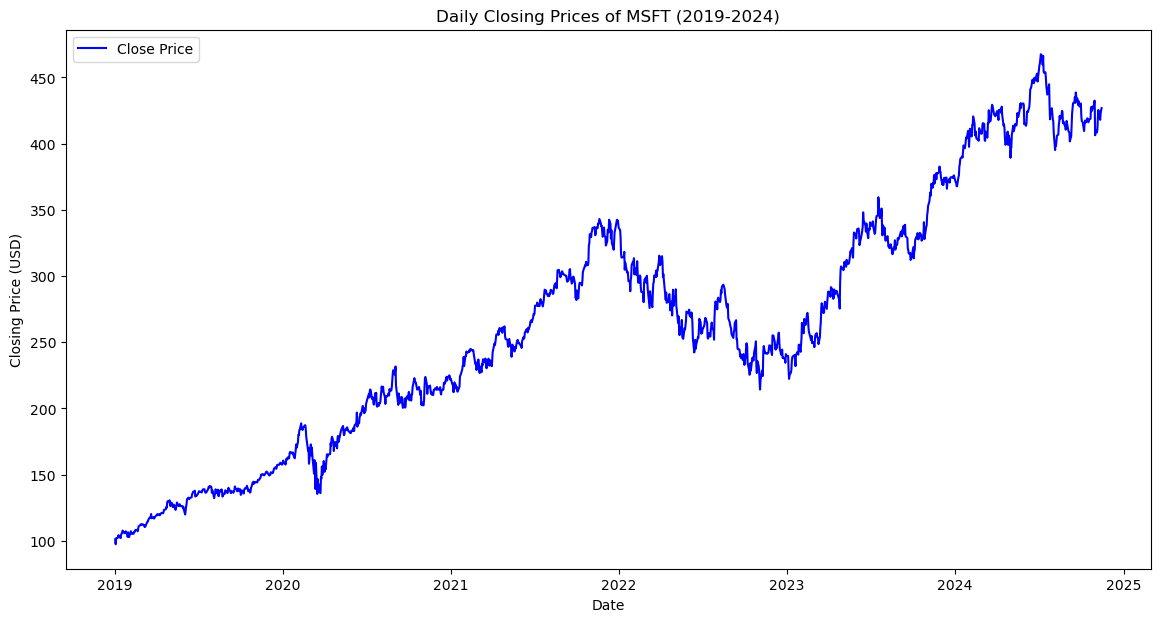 Daily Closing Prices of MSFT (2019-2024)
Close Price
Closing Price (USD)
450
400
350
300
250
200
150
100
2019 2020 2021 2022 2023 2024 2025
Date